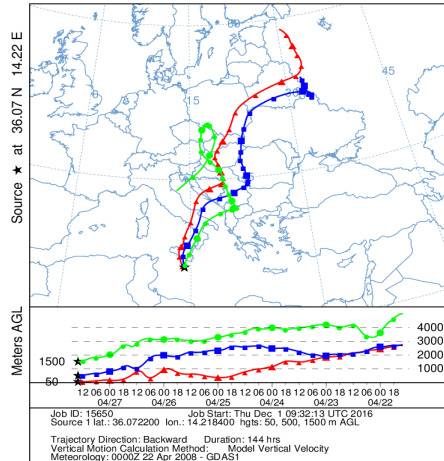 Source ★ at 36.07 N 14.22 E
45
15
Meters AGL
1500
50
4000
3000
2000
1000
12 06 00 18 12 06 00 18 12 06 00 18 12 06 00 18 12 06 00 18 12 06 00 18
04/27 04/26 04/25 04/24 04/23 04/22
Job ID: 15650 Job Start: Thu Dec 1 09:32:13 UTC 2016
Source 1 lat.: 36.072200 lon.: 14.218400 hgts: 50, 500, 1500 m AGL
Trajectory Direction: Backward Duration: 144 hrs
Vertical Motion Calculation Method: Model Vertical Velocity
Meteorology: 0000Z 22 Apr 2008 - GDAS1